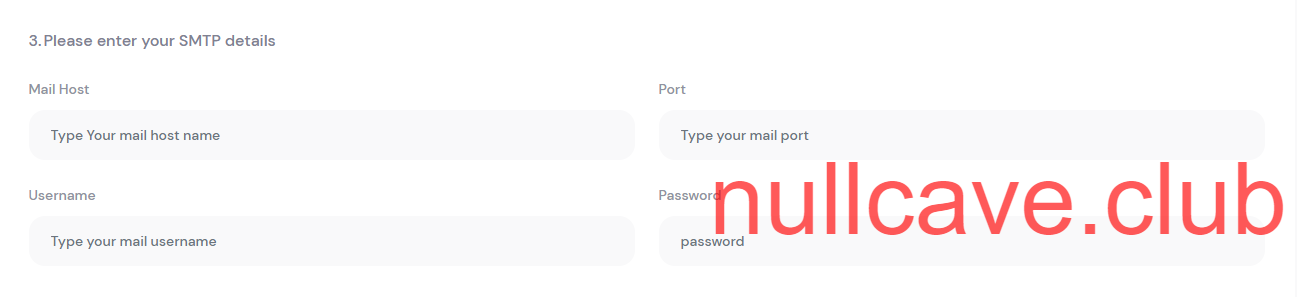 3. Please enter your SMTP details
Mail Host
Port
Type Your mail host name
Type your mail port
Username
Password
nullcave.club
Type your mail username
password